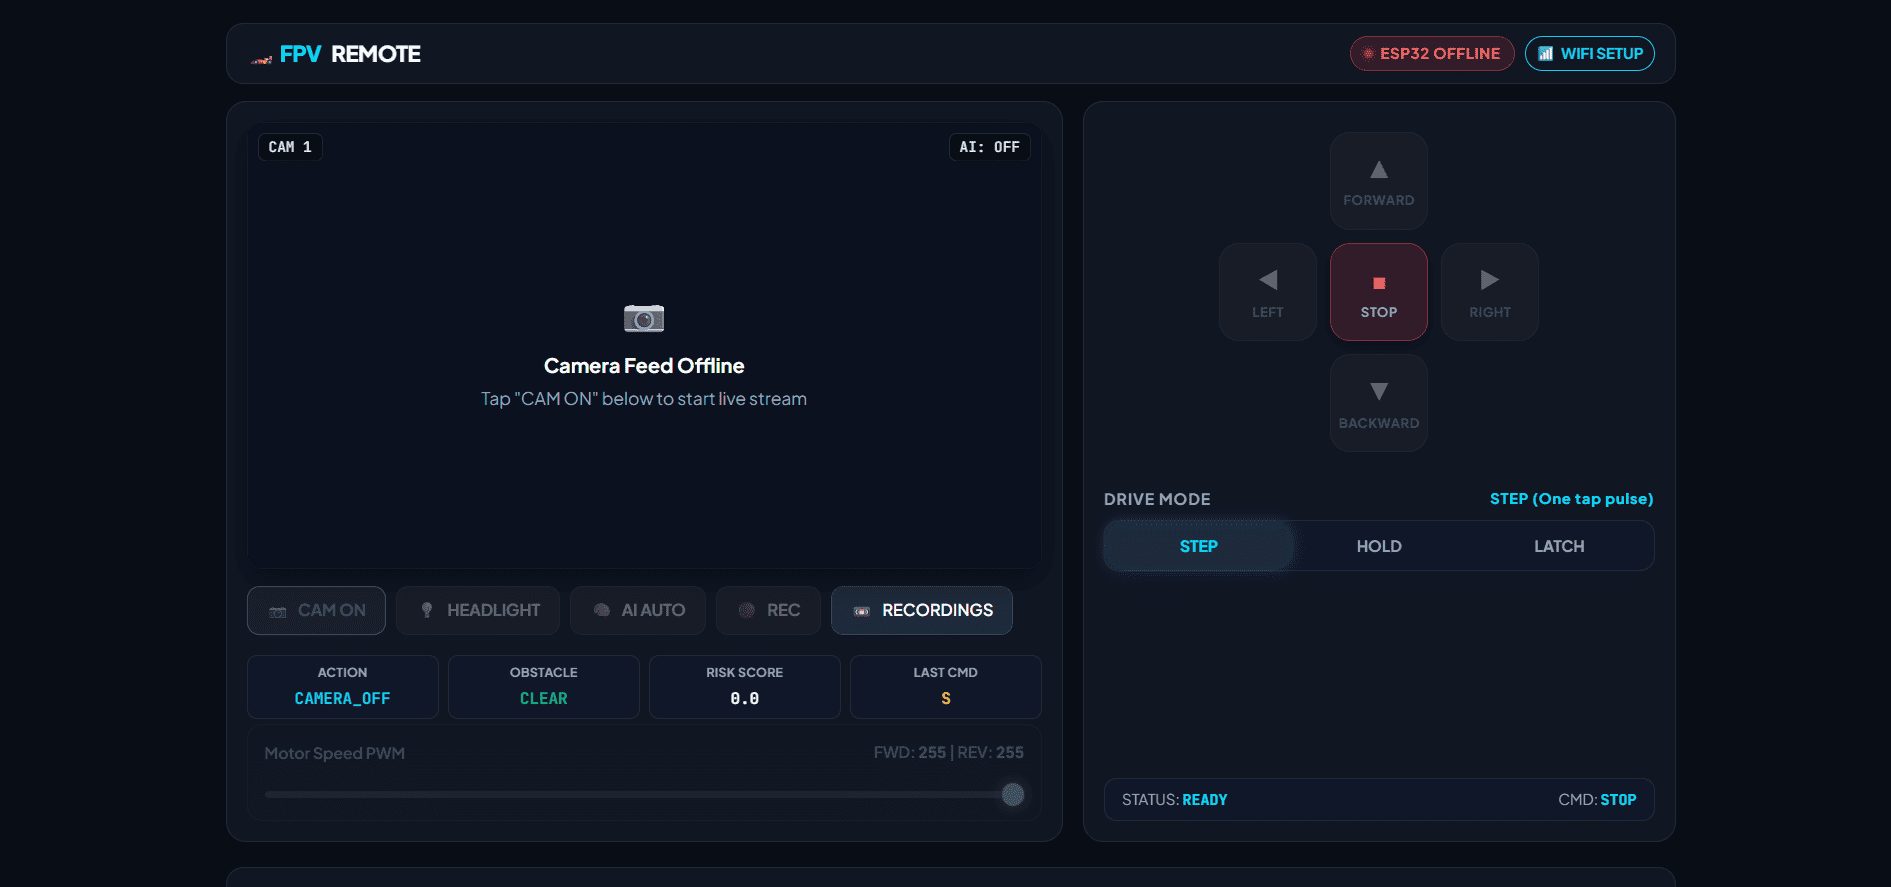 FPV REMOTE
ESP32 OFFLINE
WIFI SETUP
CAM 1
AI: OFF
Camera Feed Offline
Tap "CAM ON" below to start live stream
CAM ON
HEADLIGHT
AI AUTO
REC
RECORDINGS
ACTION
CAMERA_OFF
OBSTACLE
CLEAR
RISK SCORE
0.0
LAST CMD
S
Motor Speed PWM
FWD: 255 | REV: 255
FORWARD
LEFT
STOP
RIGHT
BACKWARD
DRIVE MODE
STEP (One tap pulse)
STEP
HOLD
LATCH
STATUS: READY
CMD: STOP